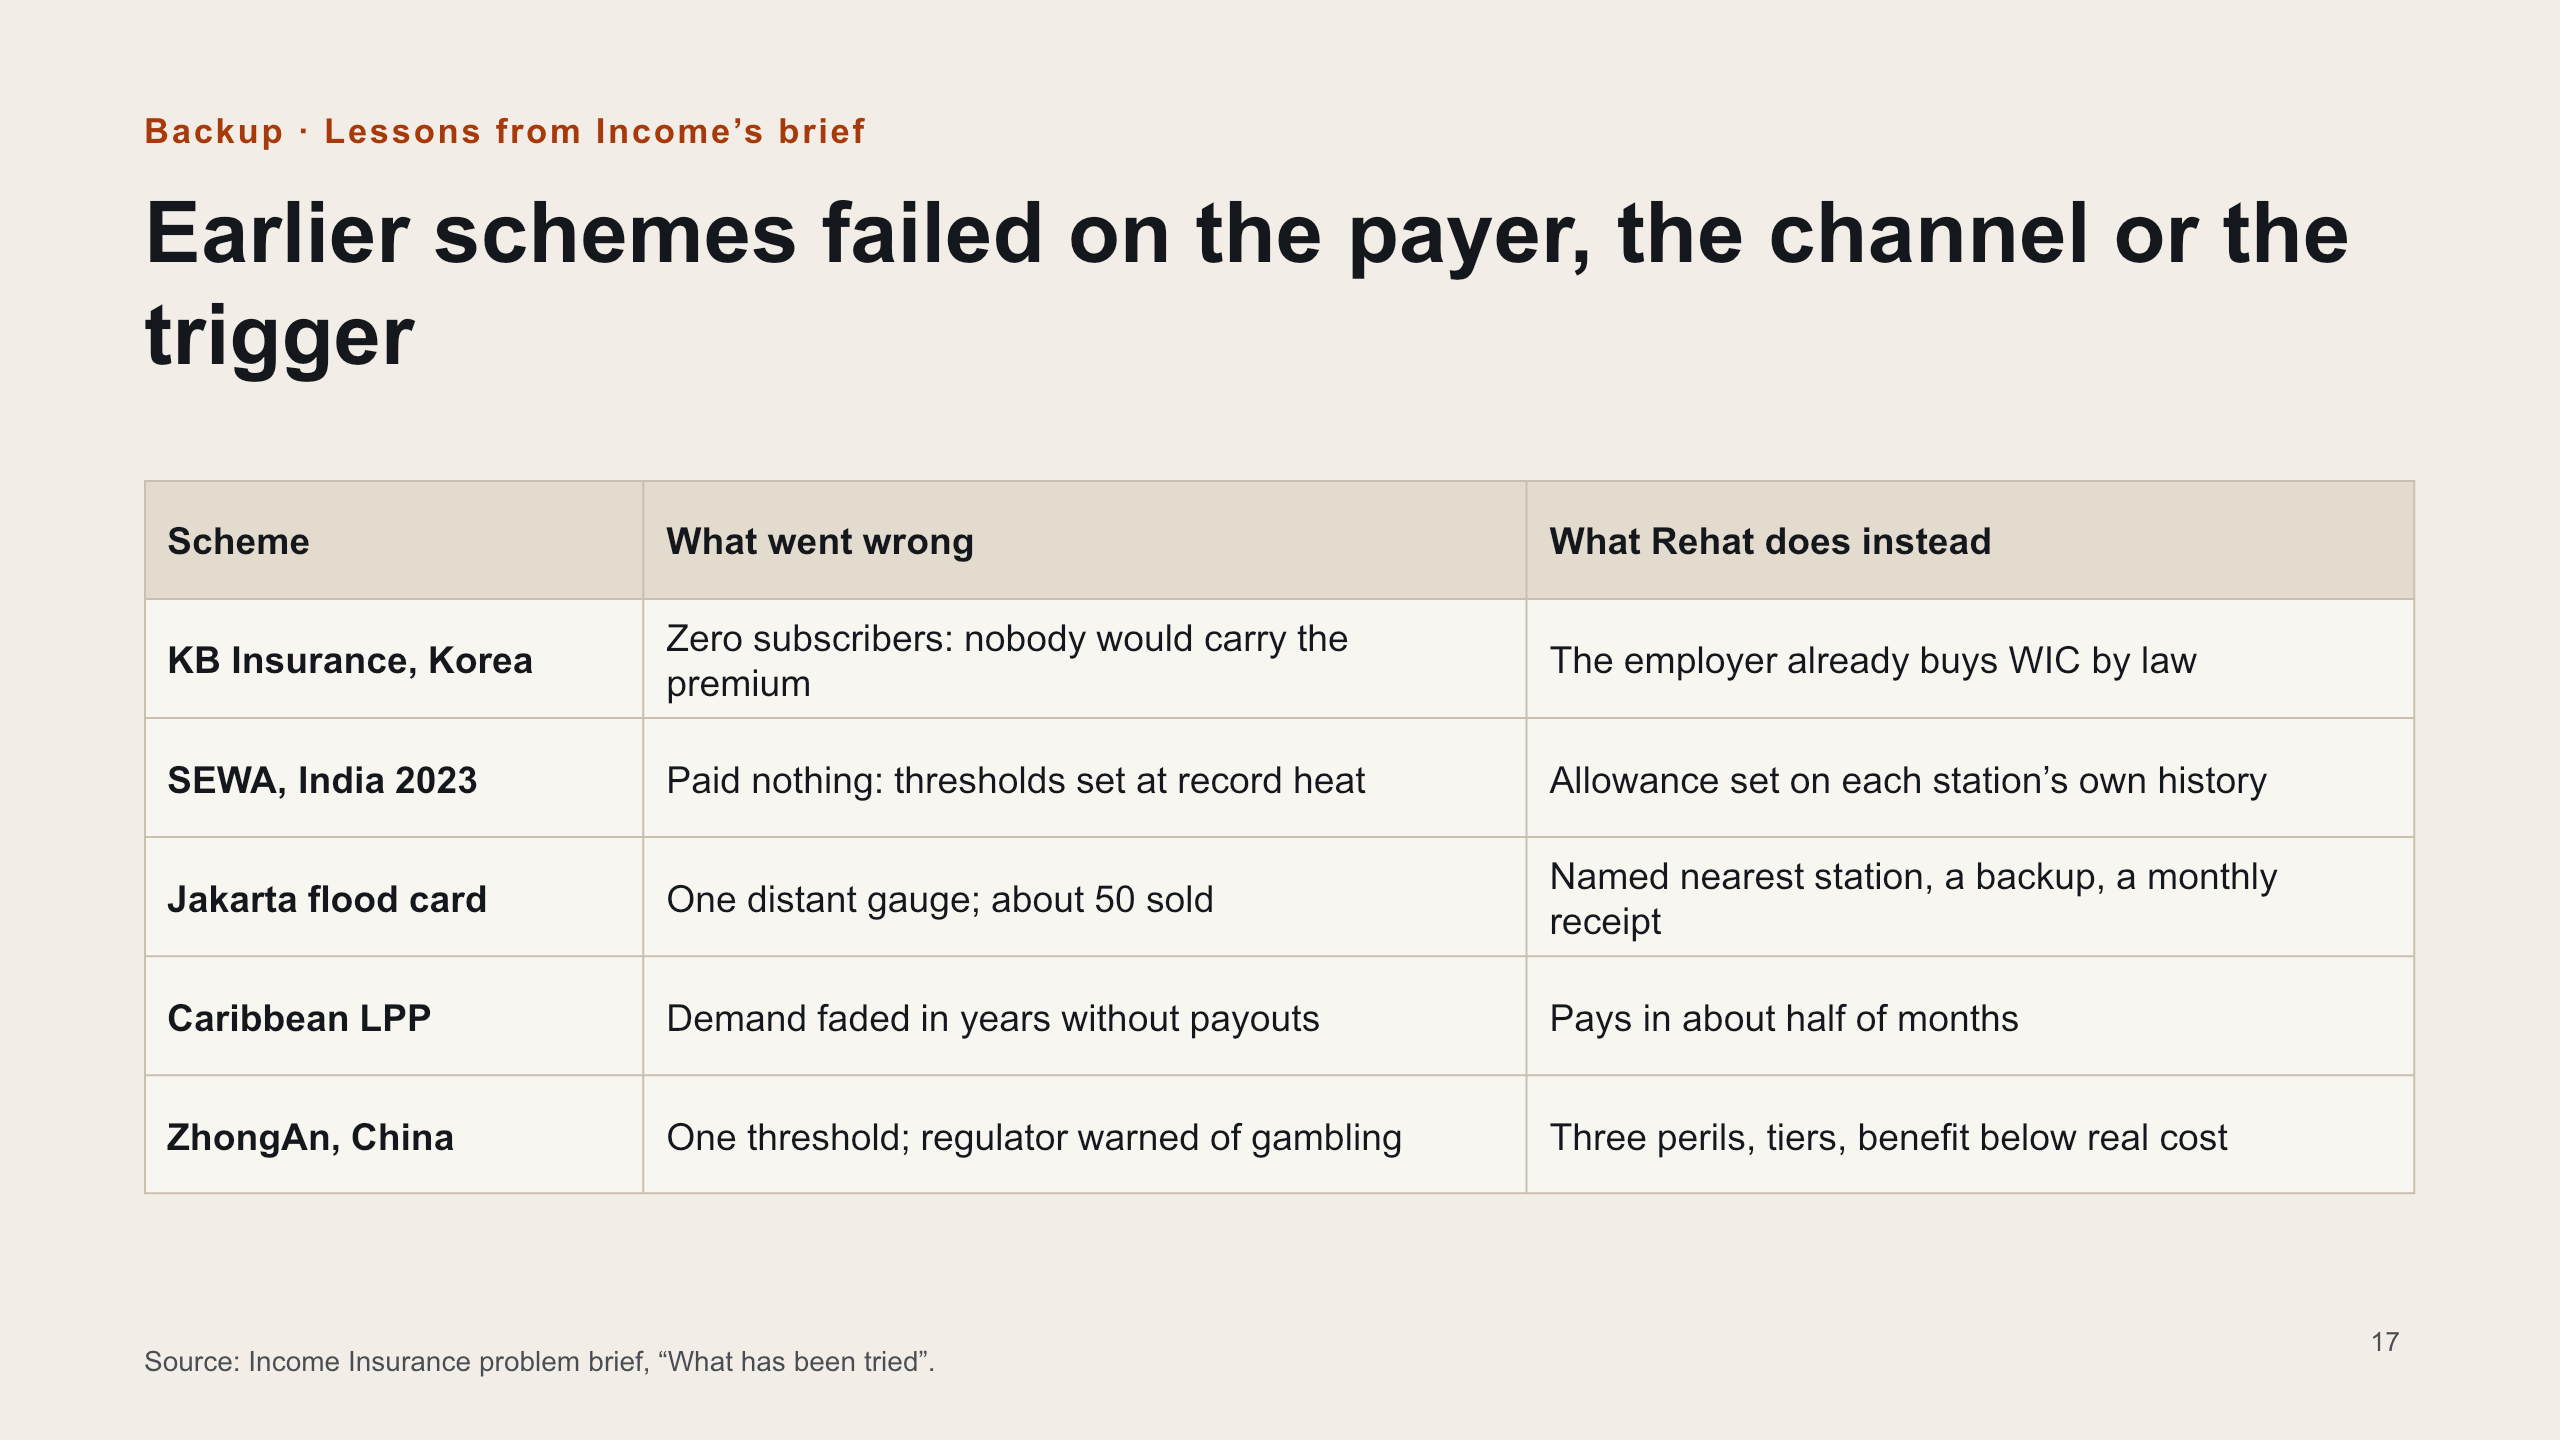 Backup · Lessons from Income’s brief
Earlier schemes failed on the payer, the channel or the
trigger
Scheme
What went wrong
What Rehat does instead
KB Insurance, Korea
Zero subscribers: nobody would carry the
premium
The employer already buys WIC by law
SEWA, India 2023
Paid nothing: thresholds set at record heat
Allowance set on each station’s own history
Jakarta flood card
One distant gauge; about 50 sold
Named nearest station, a backup, a monthly
receipt
Caribbean LPP
Demand faded in years without payouts
Pays in about half of months
ZhongAn, China
One threshold; regulator warned of gambling
Three perils, tiers, benefit below real cost
Source: Income Insurance problem brief, “What has been tried”.
17